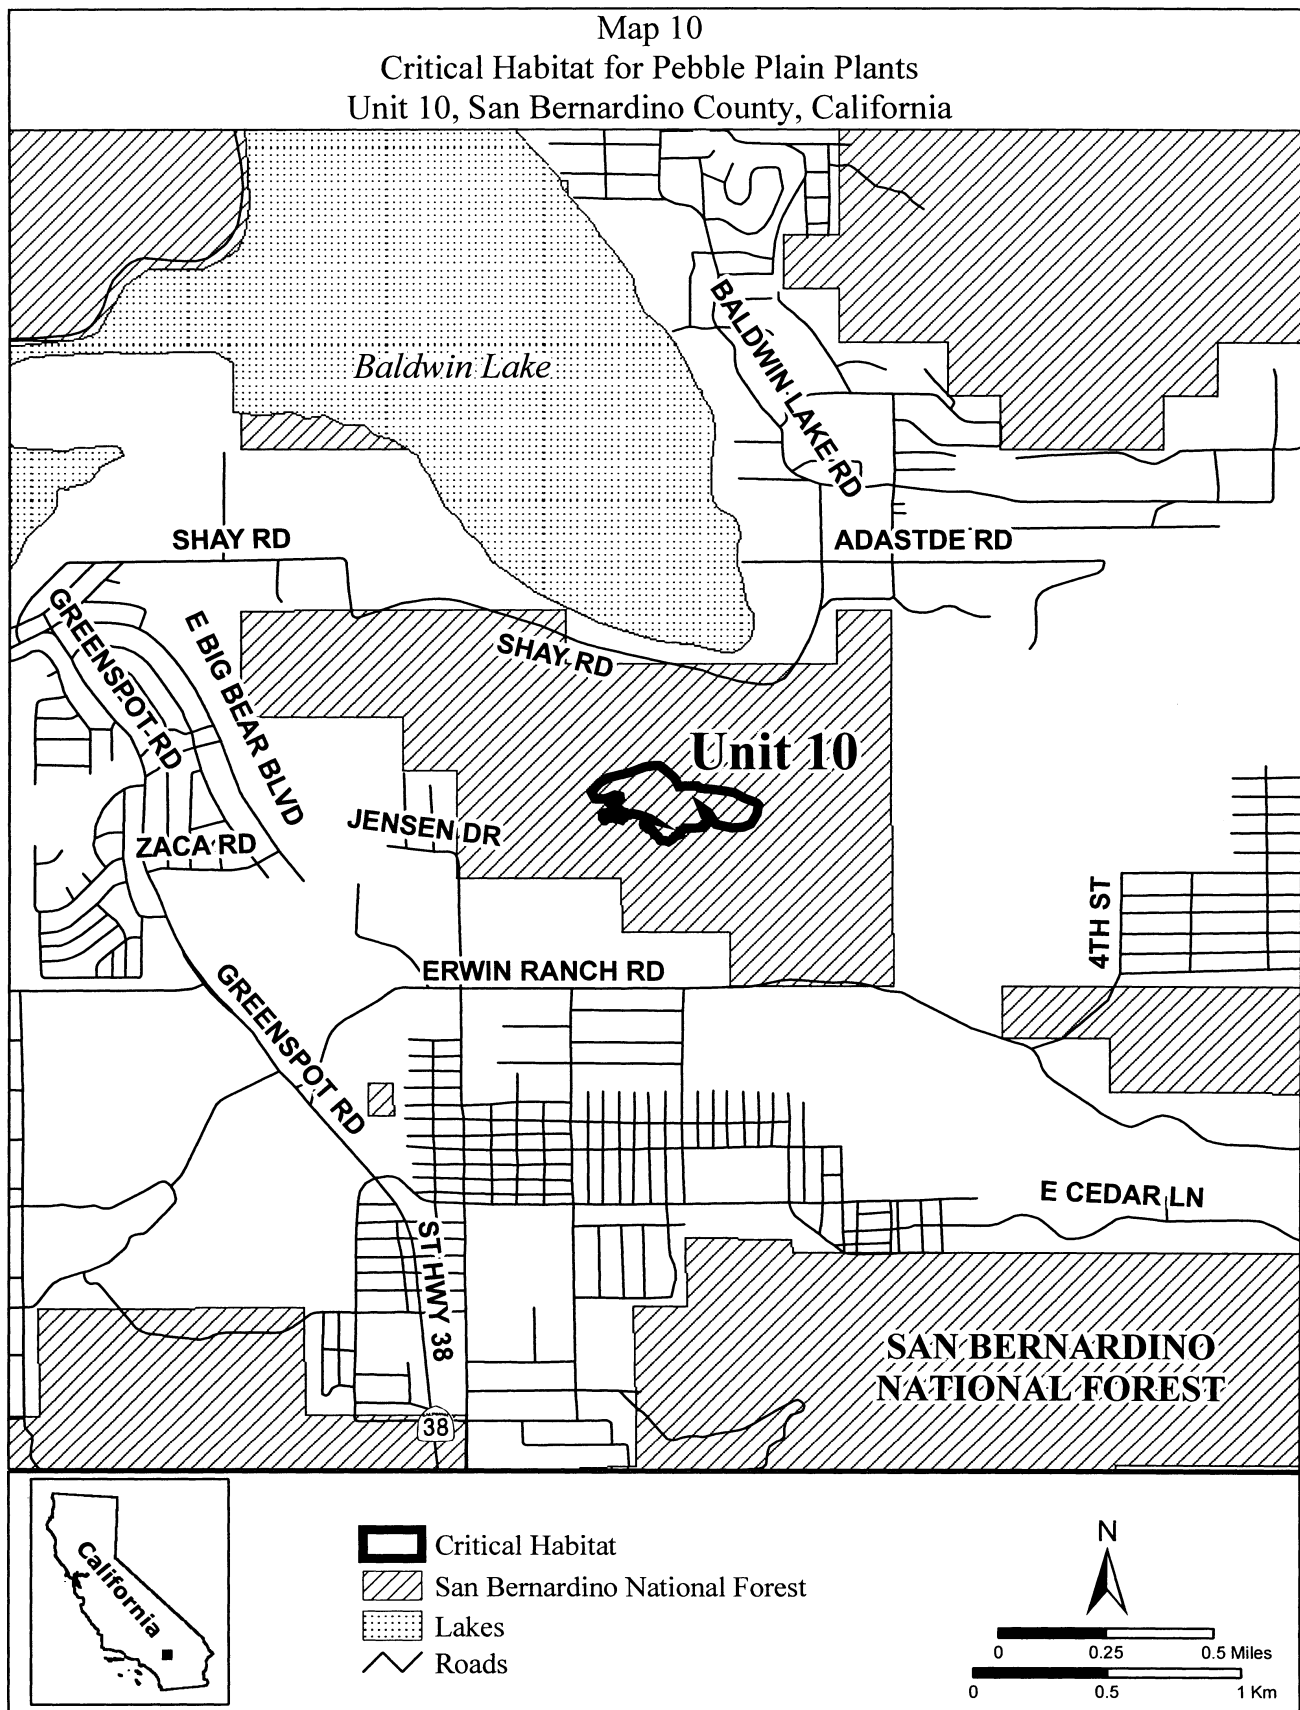 Map 10
Critical Habitat for Pebble Plain Plants
Unit 10, San Bernardino County, California
Baldwin Lake
BALDWIN LAKE RD
SHAY RD
ADASTDE RD
GREENSPOT RD
E BIG BEAR BLVD
SHAY RD
Unit 10
JENSEN DR
ZACA RD
4TH ST
ERWIN RANCH RD
GREENSPOT RD
E CEDAR LN
ST HWY 38
SAN BERNARDINO
NATIONAL FOREST
38
California
Critical Habitat
San Bernardino National Forest
Lakes
Roads
N
0 0.25 0.5 Miles
0 0.5 1 Km